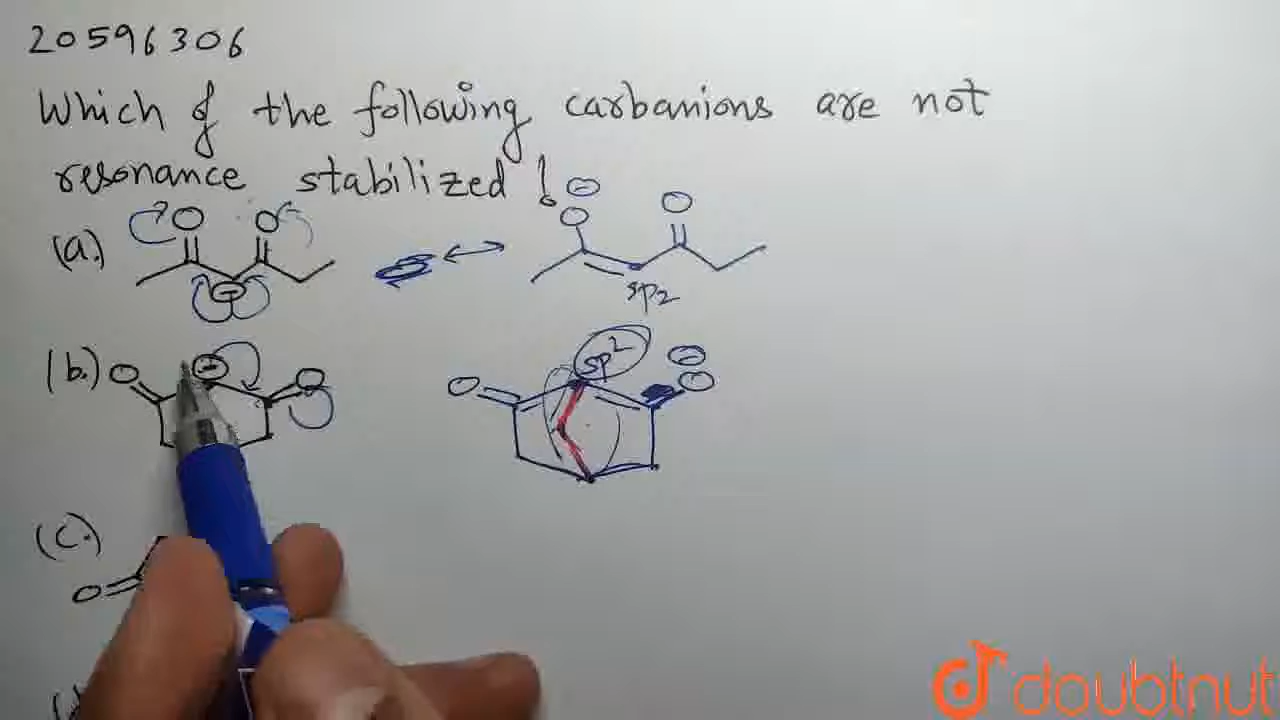 20596306
Which of the following carbanions are not
resonance stabilized !
(a.) O O O O
⊖ ⊖ sp2
(b.) O ⊖ O O sp² ⊖ O
(c.)
O
doubtnut